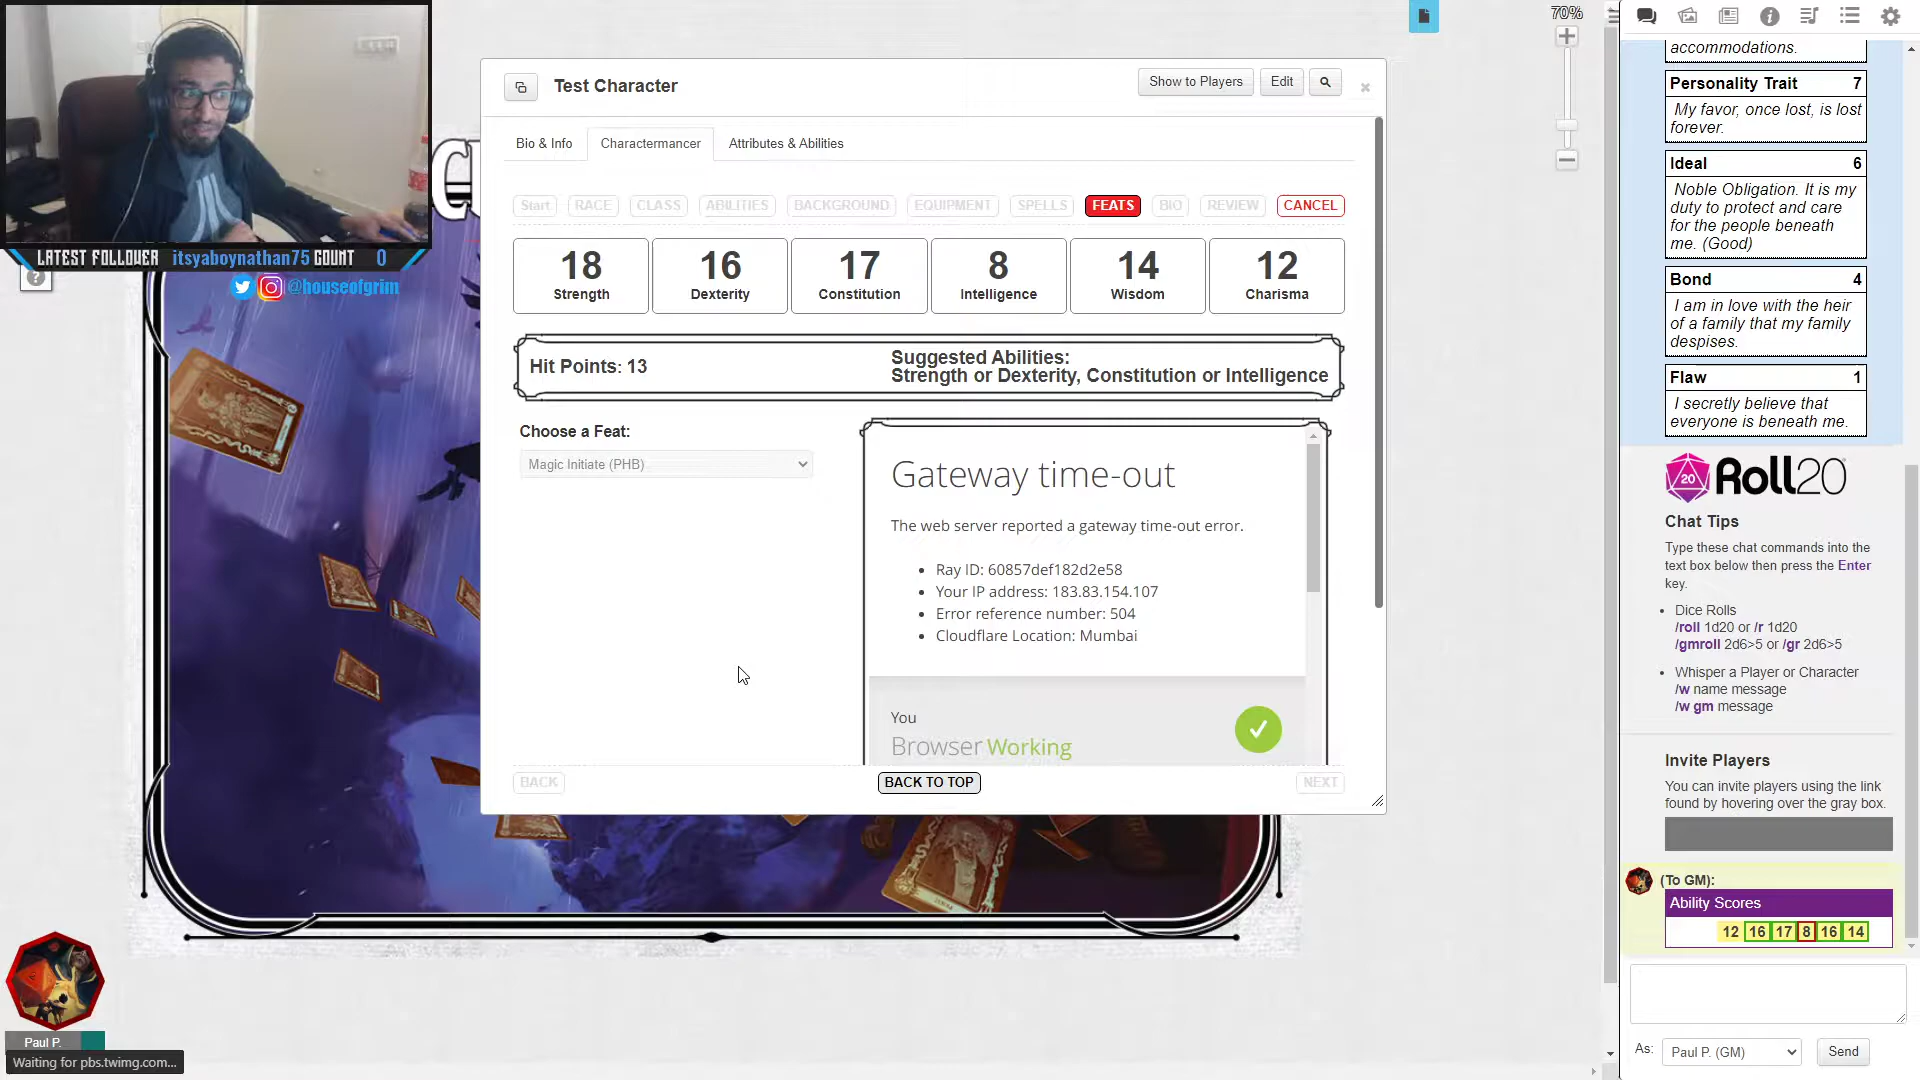 LATEST FOLLOWER itsyaboynathan75 COUNT 0
@houseofgrim
70%
Test Character
Show to Players
Edit
Bio & Info
Charactermancer
Attributes & Abilities
Start
RACE
CLASS
ABILITIES
BACKGROUND
EQUIPMENT
SPELLS
FEATS
BIO
REVIEW
CANCEL
18
Strength
16
Dexterity
17
Constitution
8
Intelligence
14
Wisdom
12
Charisma
Hit Points: 13
Suggested Abilities:
Strength or Dexterity, Constitution or Intelligence
Choose a Feat:
Magic Initiate (PHB)
Gateway time-out
The web server reported a gateway time-out error.
• Ray ID: 60857def182d2e58
• Your IP address: 183.83.154.107
• Error reference number: 504
• Cloudflare Location: Mumbai
You
Browser Working
BACK
BACK TO TOP
NEXT
accommodations.
Personality Trait 7
My favor, once lost, is lost
forever.
Ideal 6
Noble Obligation. It is my
duty to protect and care
for the people beneath
me. (Good)
Bond 4
I am in love with the heir
of a family that my family
despises.
Flaw 1
I secretly believe that
everyone is beneath me.
20
Roll20
Chat Tips
Type these chat commands into the
text box below then press the Enter
key.
• Dice Rolls
/roll 1d20 or /r 1d20
/gmroll 2d6>5 or /gr 2d6>5
• Whisper a Player or Character
/w name message
/w gm message
Invite Players
You can invite players using the link
found by hovering over the gray box.
(To GM):
Ability Scores
12 16 17 8 16 14
As:
Paul P. (GM)
Send
Paul P.
Waiting for pbs.twimg.com...